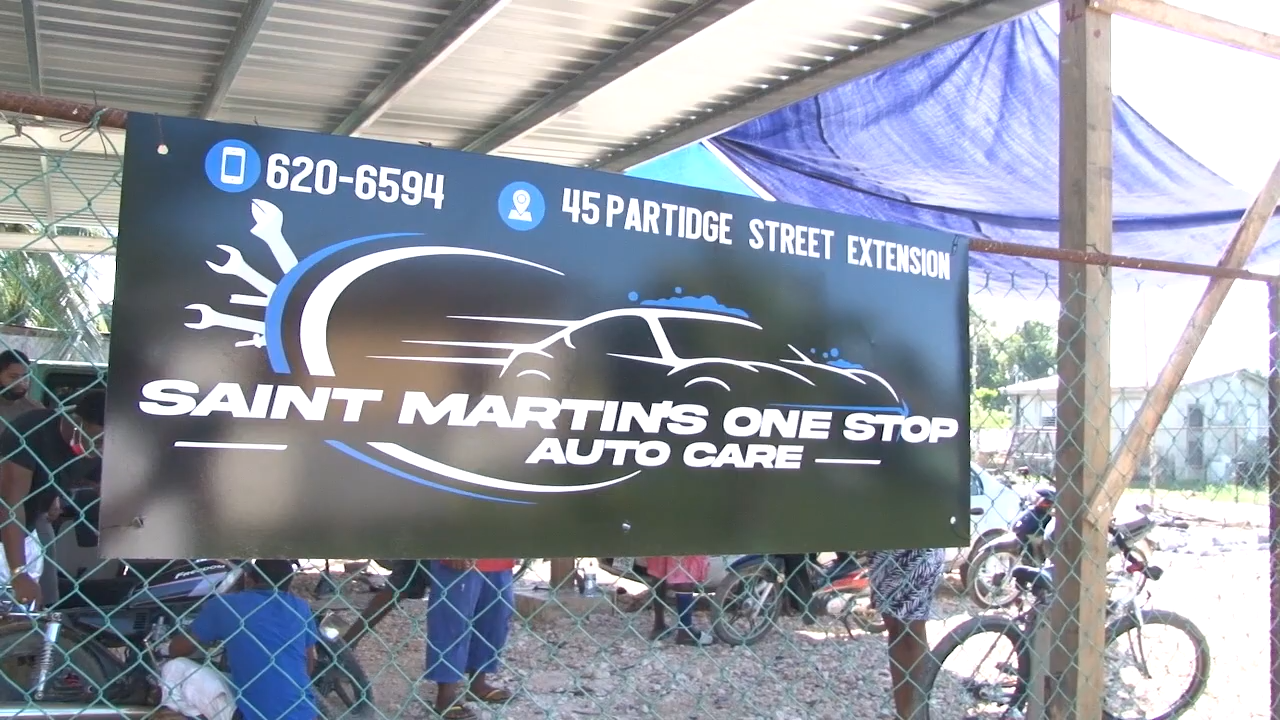 620-6594
45 PARTIDGE STREET EXTENSION
SAINT MARTIN'S ONE STOP
AUTO CARE